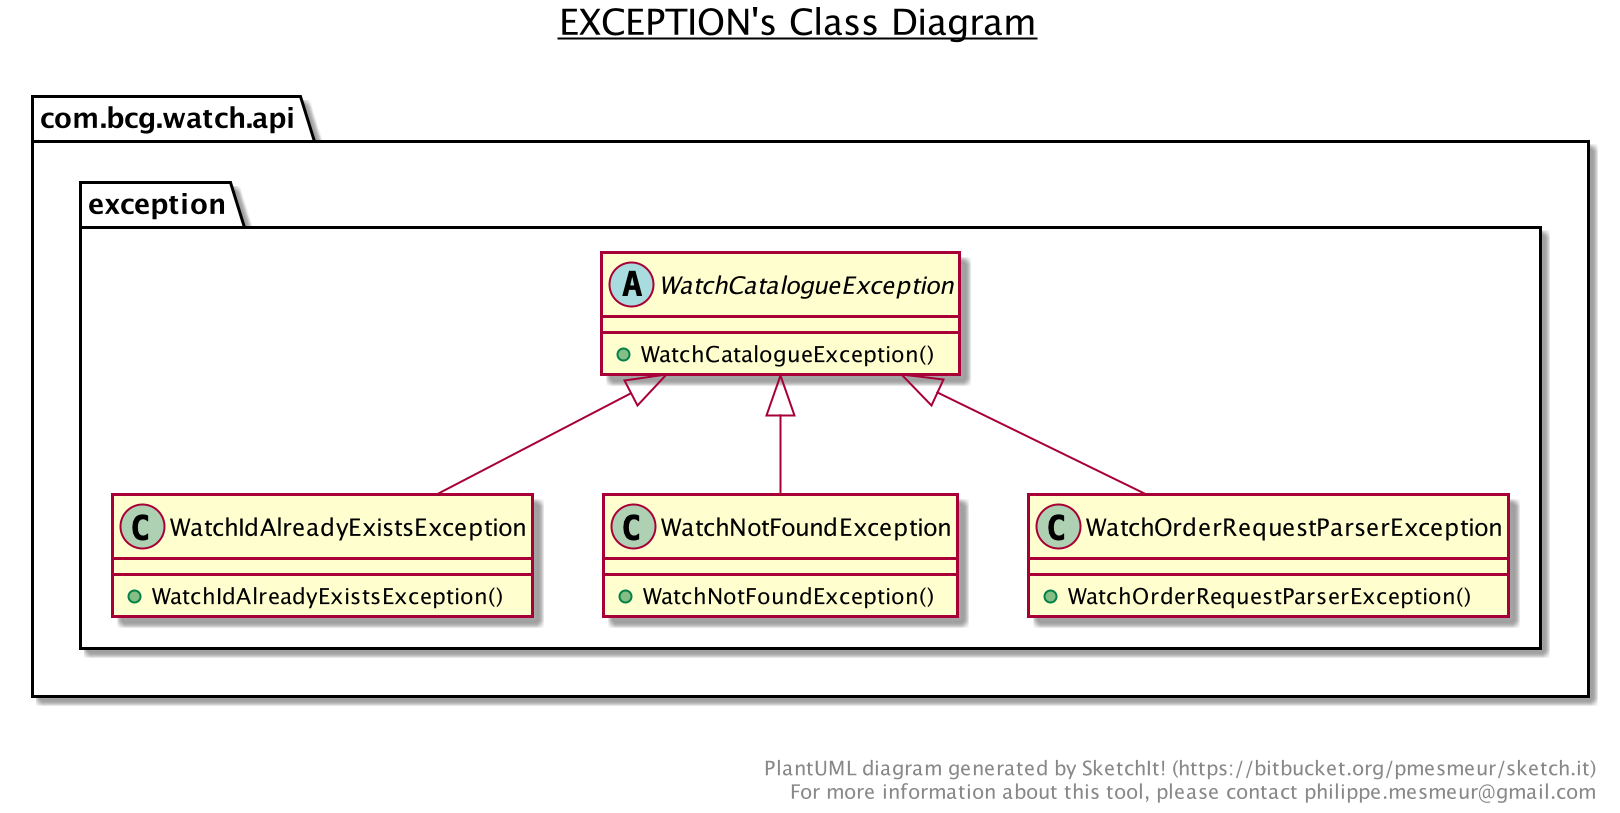 EXCEPTION's Class Diagram
com.bcg.watch.api
exception
A WatchCatalogueException
WatchCatalogueException()
C WatchIdAlreadyExistsException
WatchIdAlreadyExistsException()
C WatchNotFoundException
WatchNotFoundException()
C WatchOrderRequestParserException
WatchOrderRequestParserException()
PlantUML diagram generated by SketchIt! (https://bitbucket.org/pmesmeur/sketch.it)
For more information about this tool, please contact philippe.mesmeur@gmail.com